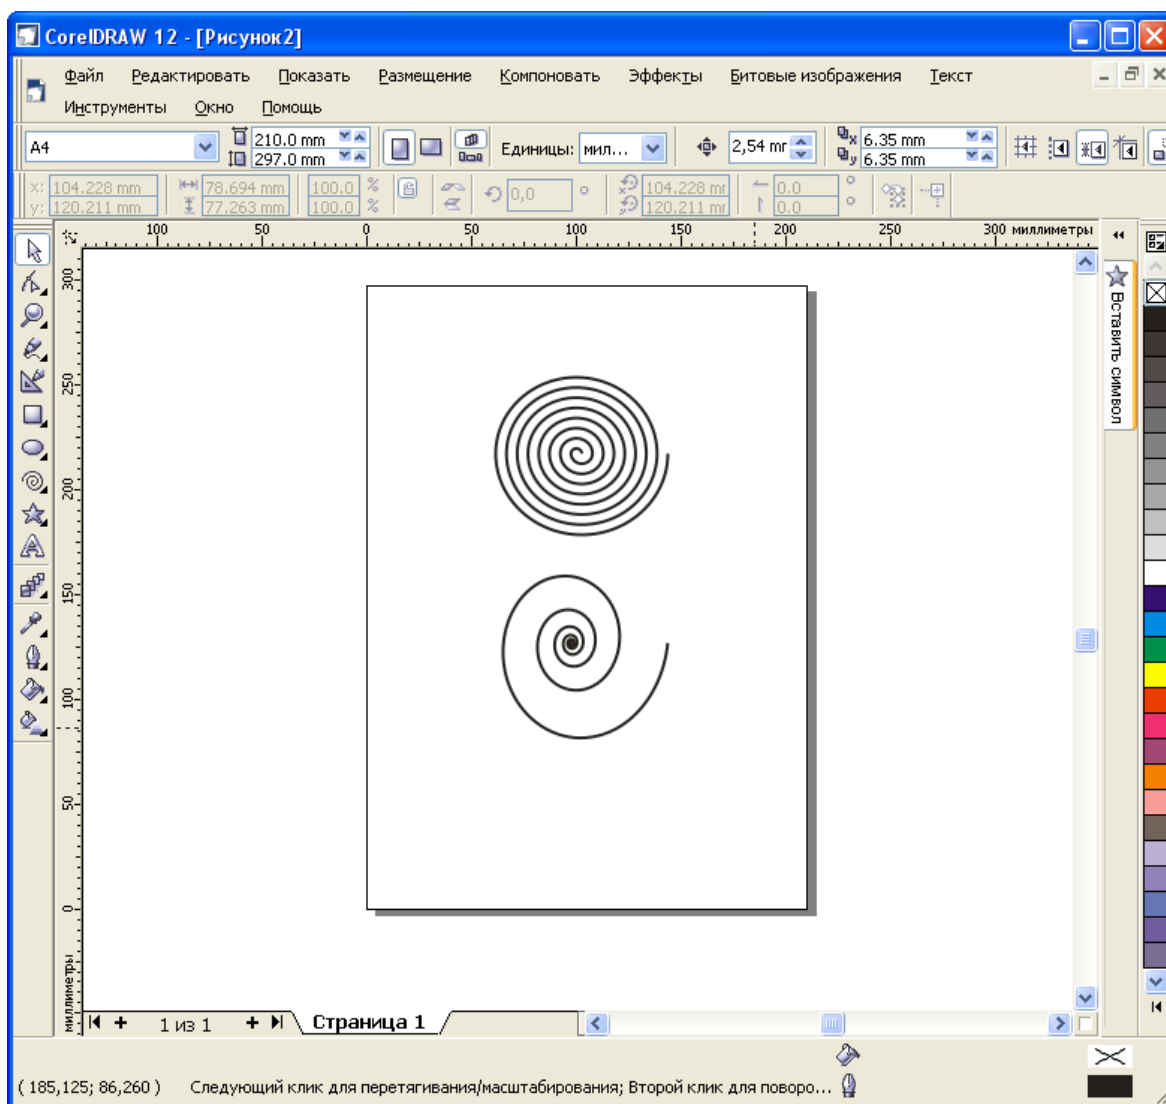 CorelDRAW 12 - [Рисунок2]
Файл Редактировать Показать Размещение Компоновать Эффекты Битовые изображения Текст
Инструменты Окно Помощь
A4 210.0 mm 297.0 mm Единицы: мил... 2,54 mr 6.35 mm 6.35 mm
x: 104.228 mm 78.694 mm 100.0 % 0,0 ° 104.228 mr 0.0 °
y: 120.211 mm 77.263 mm 100.0 % 120.211 mr 0.0 °
100 50 0 50 100 150 200 250 300 миллиметры
300
250
200
150
100
50
0
миллиметры
Вставить символ
1 из 1 Страница 1
( 185,125; 86,260 ) Следующий клик для перетягивания/масштабирования; Второй клик для поворо...